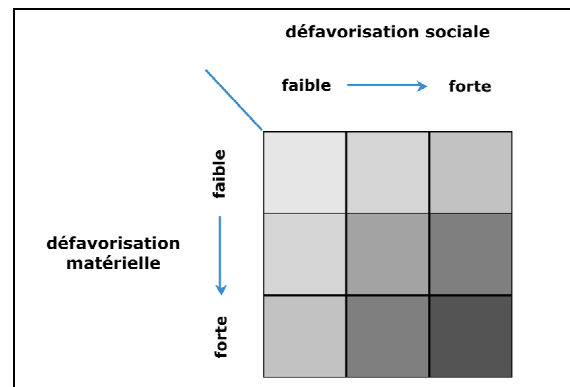 défavorisation sociale
faible
forte
faible
défavorisation
matérielle
forte